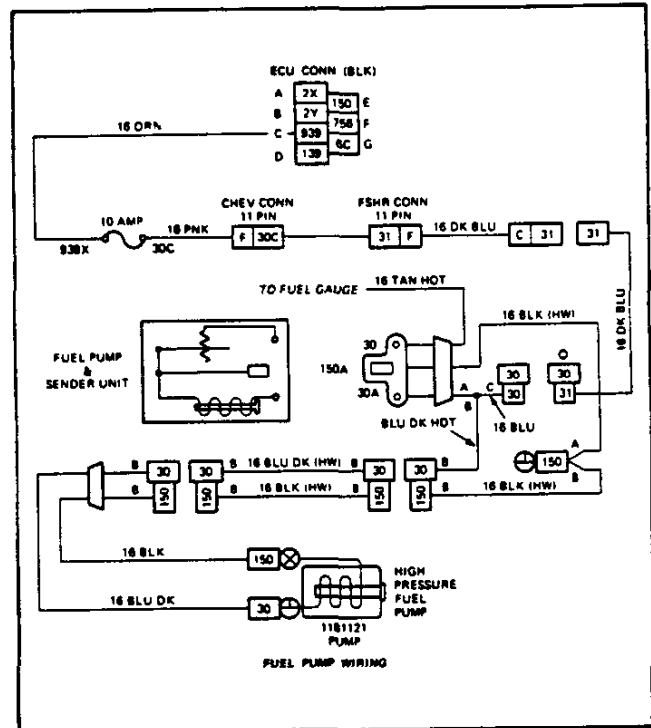 ECU CONN (BLK)
A 2X 150 E
B 2Y 756 F
C 939 6C G
D 139
16 ORN
CHEV CONN
11 PIN
FSHR CONN
11 PIN
10 AMP
939X
30C
16 PNK
F 30C
31 F
16 DK BLU
C 31
31
16 DK BLU
TO FUEL GAUGE
16 TAN HOT
16 BLK (HW)
FUEL PUMP
&
SENDER UNIT
30
150A
30A
A
B
C
30
30
30
31
16 BLU
BLU DK HOT
A
150
B
B 30 30 B 16 BLU DK (HW) B 30 30 B
B 150 150 B 16 BLK (HW) B 150 150 B 16 BLK (HW)
16 BLK
150
16 BLU DK
30
HIGH
PRESSURE
FUEL
PUMP
1181121
PUMP
FUEL PUMP WIRING